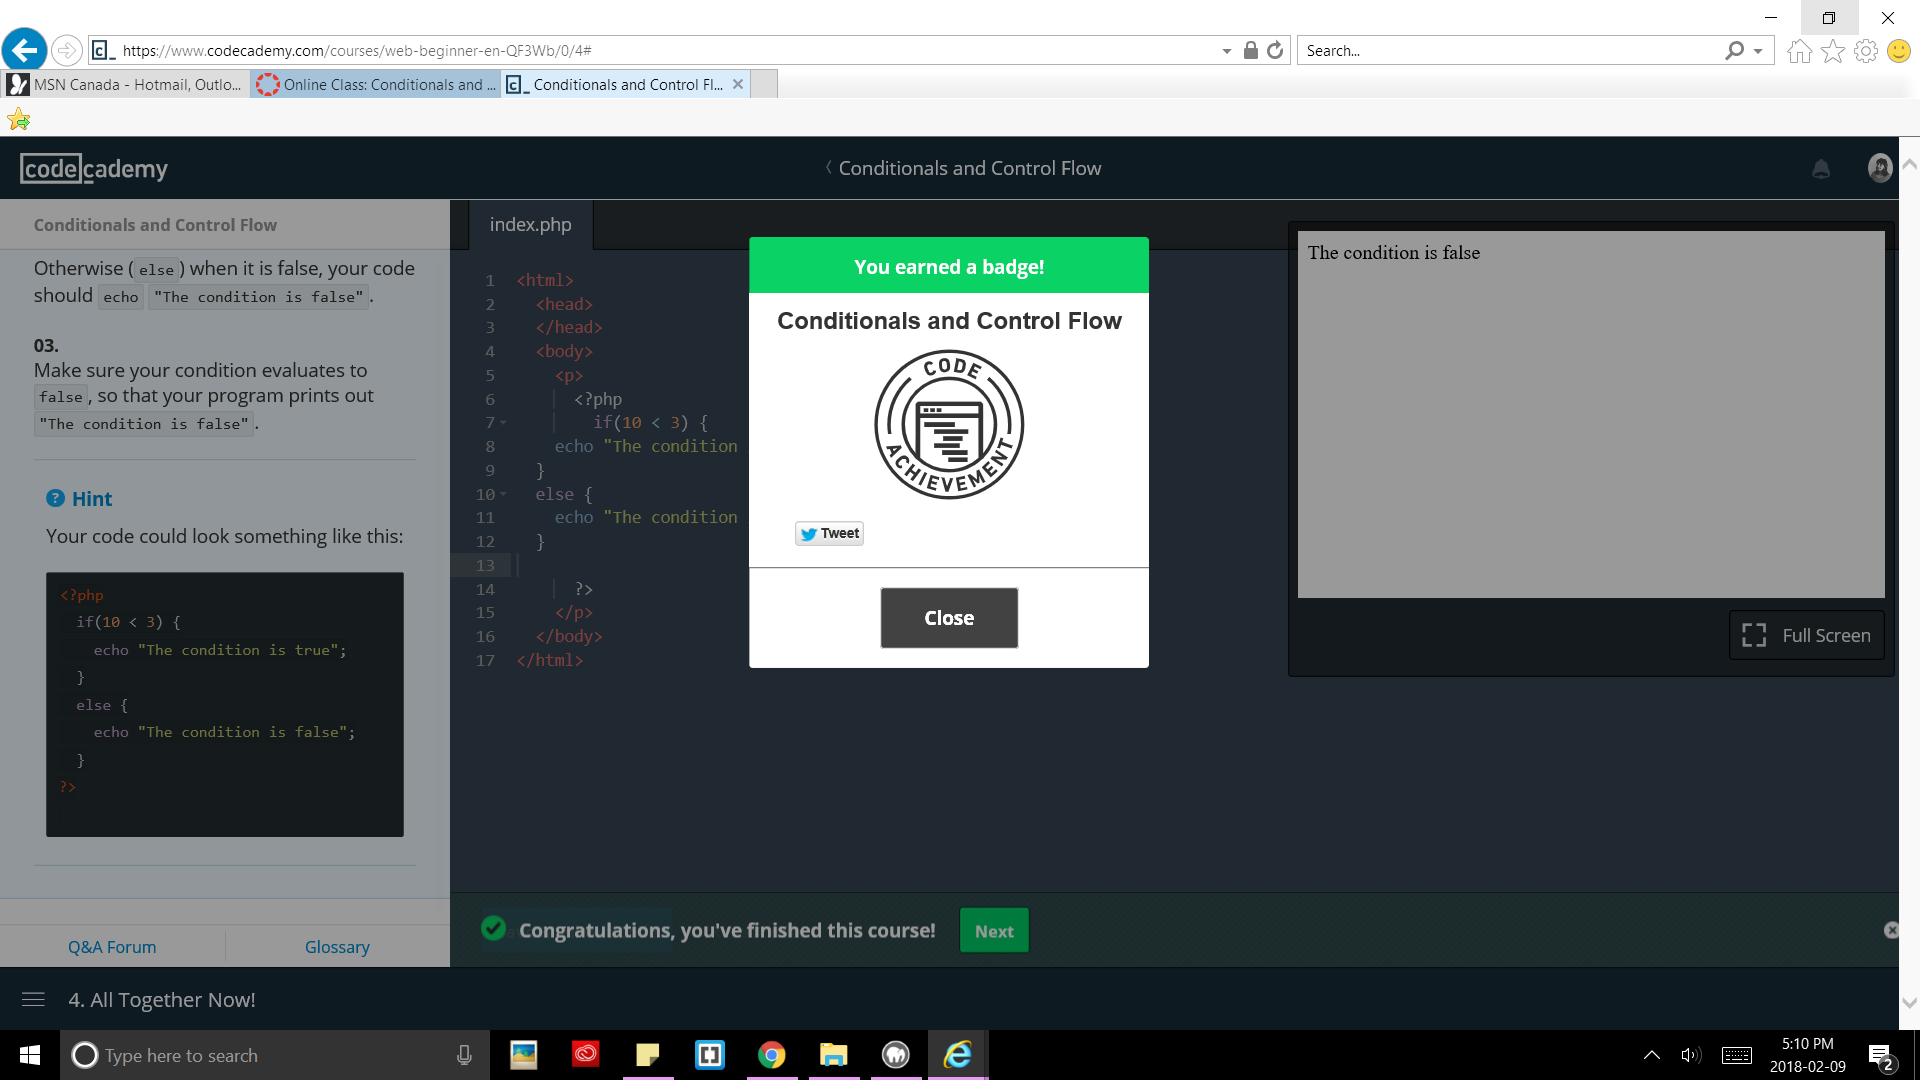 https://www.codecademy.com/courses/web-beginner-en-QF3Wb/0/4#
Search...
MSN Canada - Hotmail, Outlo...
Online Class: Conditionals and ...
Conditionals and Control Fl...
codecademy
Conditionals and Control Flow
Conditionals and Control Flow
Otherwise ( else ) when it is false, your code
should echo "The condition is false" .
03.
Make sure your condition evaluates to
false , so that your program prints out
"The condition is false" .
Hint
Your code could look something like this:
<?php
if(10 < 3) {
echo "The condition is true";
}
else {
echo "The condition is false";
}
?>
Q&A Forum
Glossary
index.php
1 <html>
2 <head>
3 </head>
4 <body>
5 <p>
6 <?php
7 if(10 < 3) {
8 echo "The condition
9 }
10 else {
11 echo "The condition
12 }
13
14 ?>
15 </p>
16 </body>
17 </html>
You earned a badge!
Conditionals and Control Flow
CODE
ACHIEVEMENT
Tweet
Close
The condition is false
Full Screen
Congratulations, you've finished this course!
Next
4. All Together Now!
Type here to search
5:10 PM
2018-02-09
2